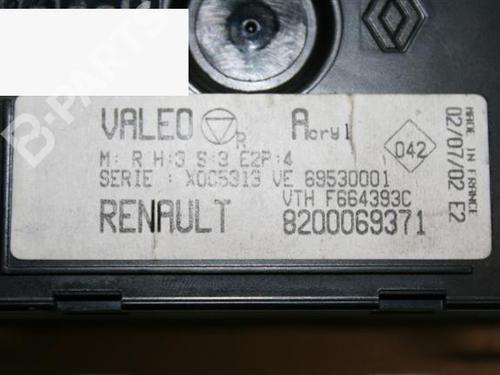 B-PARTS
VALEO R Acryl
M: R H:3 S:3 E2P:4
SERIE : X0C5313 VE 69530001
VTH F664393C
RENAULT 8200069371
042
MADE IN FRANCE
02/07/02 E2